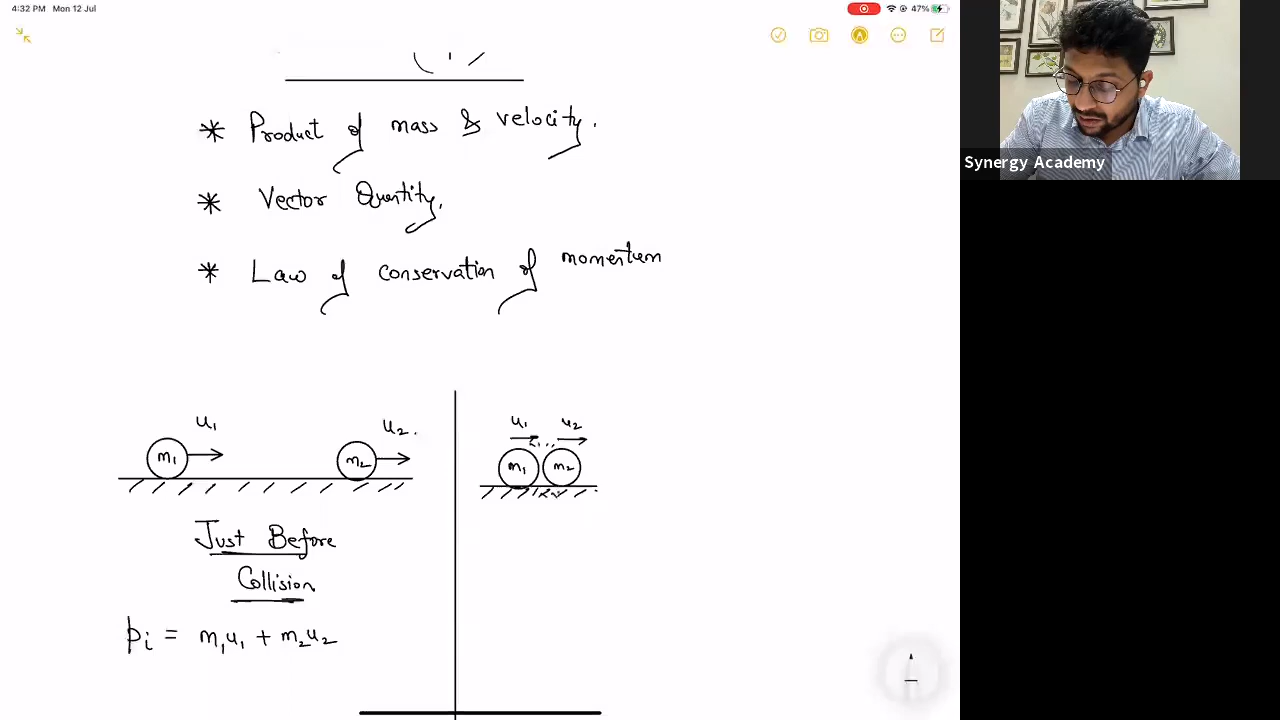 4:32 PM Mon 12 Jul
47%
* Product of mass & velocity.
* Vector Quantity.
* Law of conservation of momentum
u1 u2.
m1 m2
u1 u2
m1 m2
Just Before
Collision
pi = m1u1 + m2u2
Synergy Academy